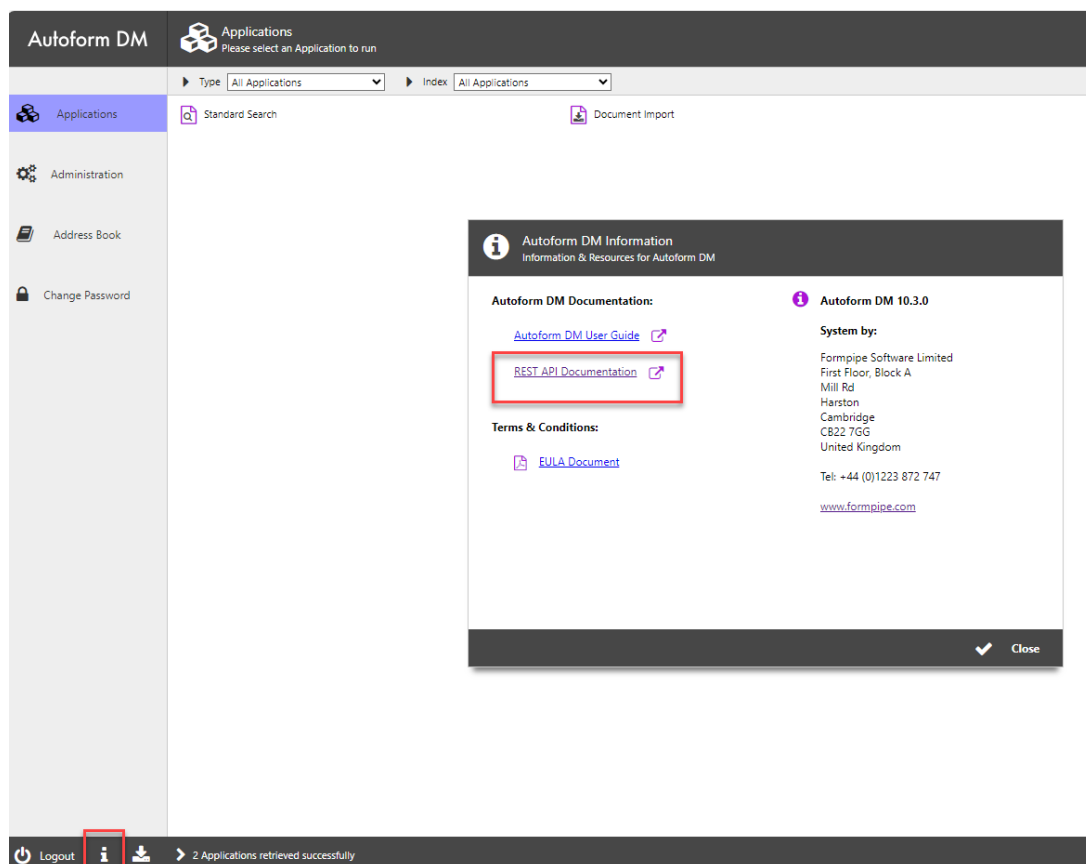 Autoform DM
Applications
Please select an Application to run
Type All Applications Index All Applications
Applications
Administration
Address Book
Change Password
Standard Search
Document Import
Autoform DM Information
Information & Resources for Autoform DM
Autoform DM Documentation:
Autoform DM User Guide
REST API Documentation
Terms & Conditions:
EULA Document
Autoform DM 10.3.0
System by:
Formpipe Software Limited
First Floor, Block A
Mill Rd
Harston
Cambridge
CB22 7GG
United Kingdom
Tel: +44 (0)1223 872 747
www.formpipe.com
Close
Logout
2 Applications retrieved successfully